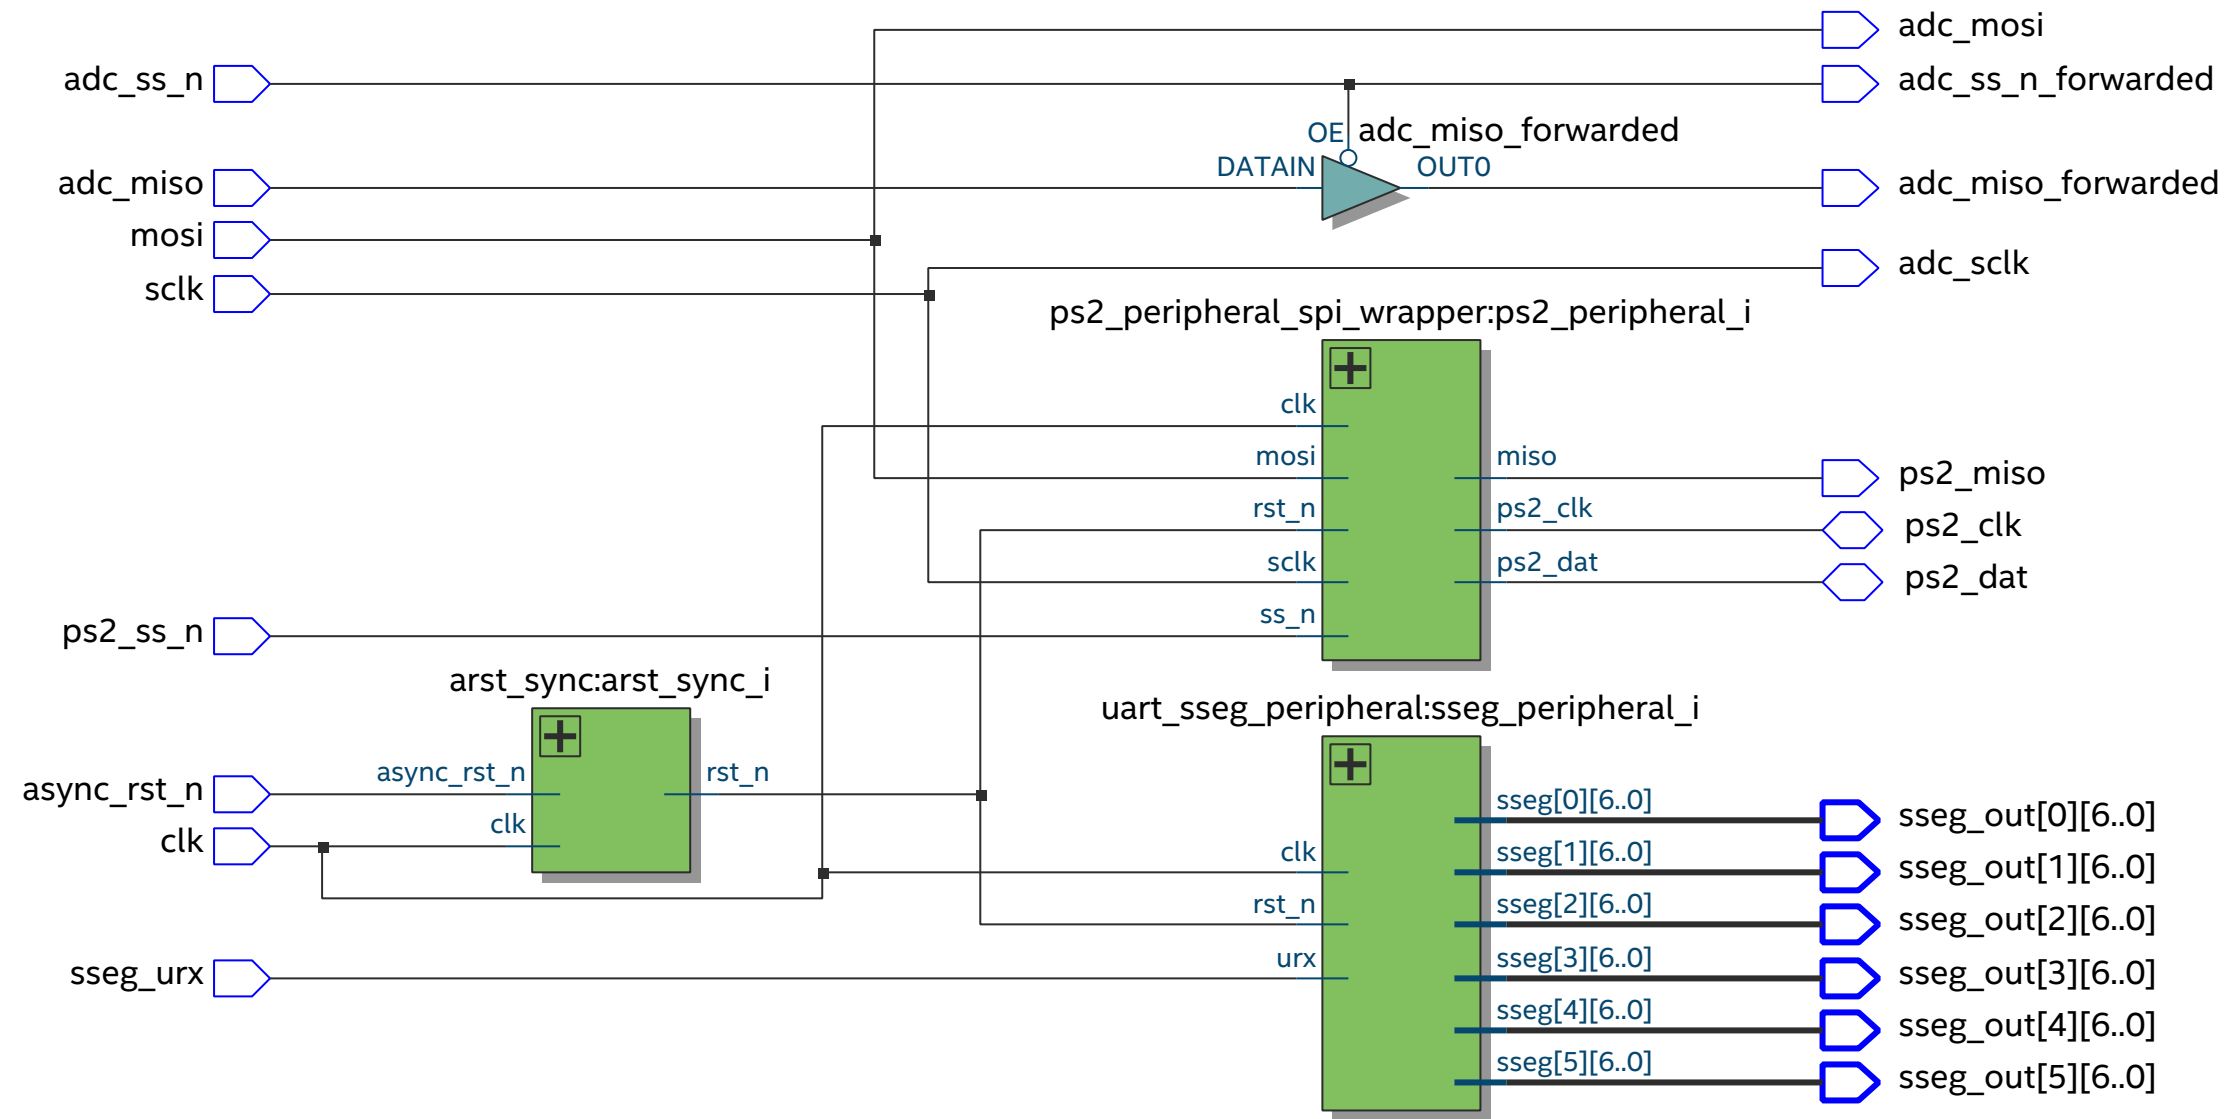 adc_mosi
adc_ss_n
adc_ss_n_forwarded
OE
adc_miso_forwarded
DATAIN
OUT0
adc_miso
adc_miso_forwarded
mosi
adc_sclk
sclk
ps2_peripheral_spi_wrapper:ps2_peripheral_i
clk
mosi
miso
ps2_miso
rst_n
ps2_clk
ps2_clk
sclk
ps2_dat
ps2_dat
ss_n
ps2_ss_n
arst_sync:arst_sync_i
uart_sseg_peripheral:sseg_peripheral_i
async_rst_n
async_rst_n
rst_n
clk
clk
sseg[0][6..0]
sseg_out[0][6..0]
clk
sseg[1][6..0]
sseg_out[1][6..0]
rst_n
sseg[2][6..0]
sseg_out[2][6..0]
sseg_urx
urx
sseg[3][6..0]
sseg_out[3][6..0]
sseg[4][6..0]
sseg_out[4][6..0]
sseg[5][6..0]
sseg_out[5][6..0]